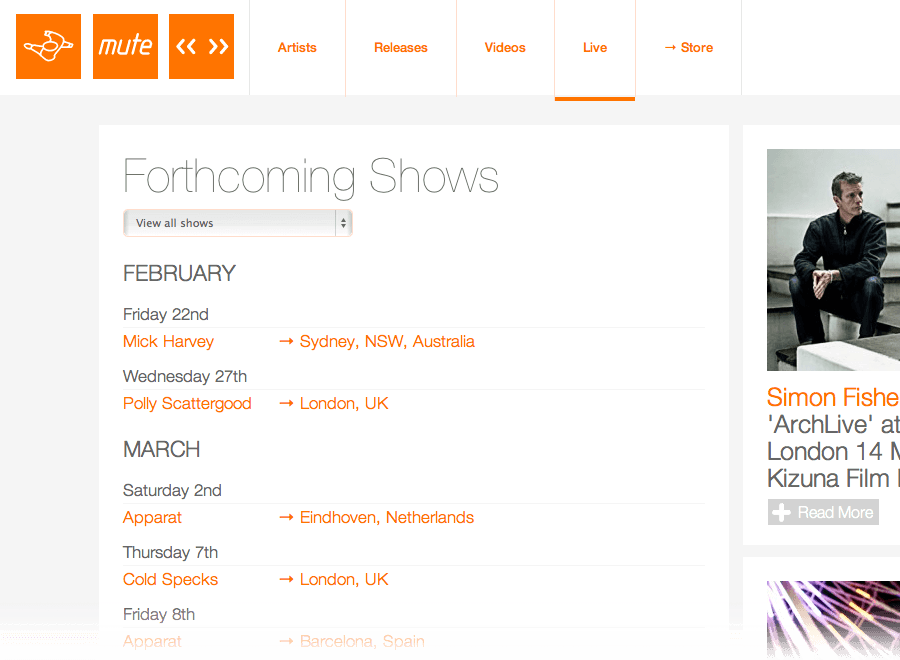 mute
Artists
Releases
Videos
Live
→ Store
Forthcoming Shows
View all shows
FEBRUARY
Friday 22nd
Mick Harvey → Sydney, NSW, Australia
Wednesday 27th
Polly Scattergood → London, UK
MARCH
Saturday 2nd
Apparat → Eindhoven, Netherlands
Thursday 7th
Cold Specks → London, UK
Friday 8th
Apparat → Barcelona, Spain
Simon Fishe
'ArchLive' at
London 14 M
Kizuna Film
Read More